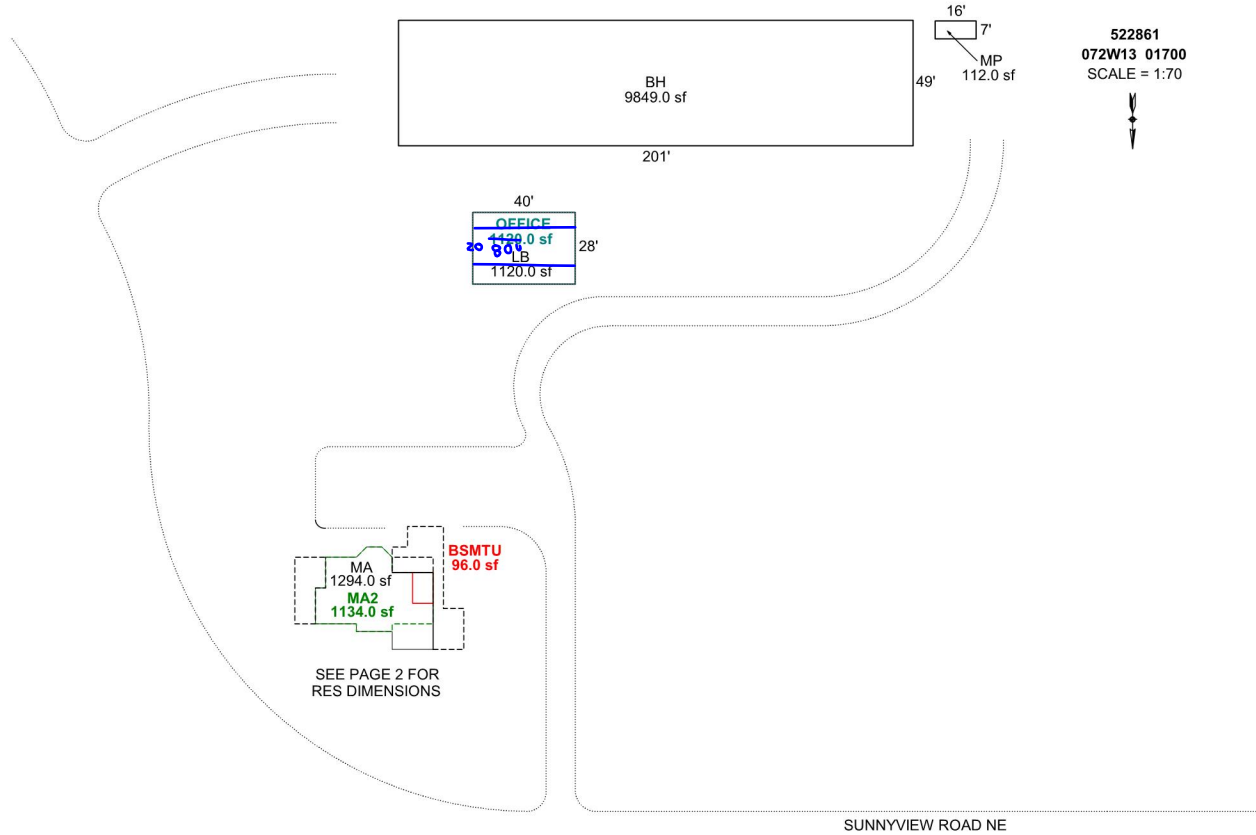 16'
7'
522861
072W13 01700
SCALE = 1:70
MP
112.0 sf
BH
9849.0 sf
49'
201'
40'
OFFICE
1120.0 sf
28'
20
LB
1120.0 sf
BSMTU
96.0 sf
MA
1294.0 sf
MA2
1134.0 sf
SEE PAGE 2 FOR
RES DIMENSIONS
SUNNYVIEW ROAD NE